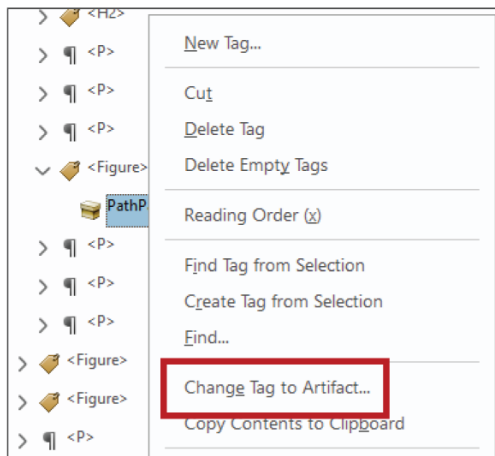 <H2>
<P>
<P>
<P>
<Figure>
PathP
<P>
<P>
<P>
<Figure>
<Figure>
<P>
New Tag...
Cut
Delete Tag
Delete Empty Tags
Reading Order (x)
Find Tag from Selection
Create Tag from Selection
Find...
Change Tag to Artifact...
Copy Contents to Clipboard